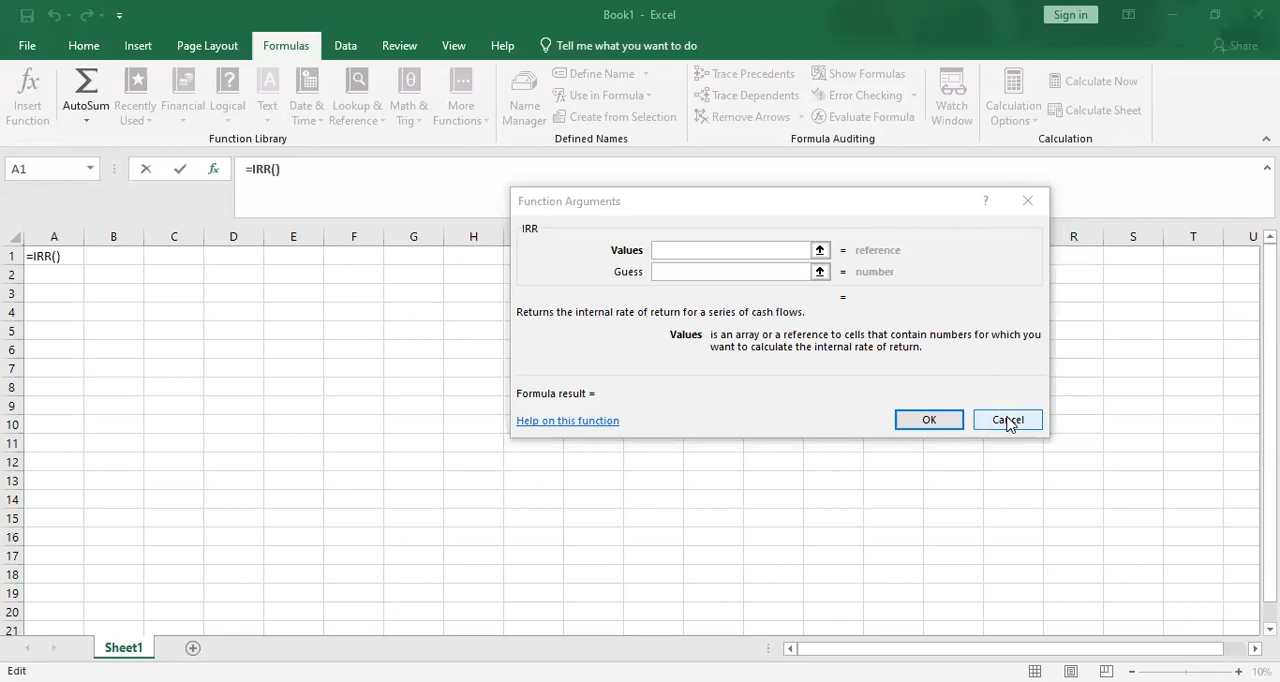 Book1 - Excel
Sign in
File Home Insert Page Layout Formulas Data Review View Help Tell me what you want to do Share
Insert Function
AutoSum
Recently Used
Financial
Logical
Text
Date & Time
Lookup & Reference
Math & Trig
More Functions
Function Library
Name Manager
Define Name
Use in Formula
Create from Selection
Defined Names
Trace Precedents
Trace Dependents
Remove Arrows
Show Formulas
Error Checking
Evaluate Formula
Formula Auditing
Watch Window
Calculation Options
Calculate Now
Calculate Sheet
Calculation
A1 fx =IRR()
Function Arguments ?
IRR
Values = reference
Guess = number
=
Returns the internal rate of return for a series of cash flows.
Values is an array or a reference to cells that contain numbers for which you
want to calculate the internal rate of return.
Formula result =
Help on this function OK Cancel
A B C D E F G H R S T U
1 =IRR()
2
3
4
5
6
7
8
9
10
11
12
13
14
15
16
17
18
19
20
21
Sheet1
Edit 10%